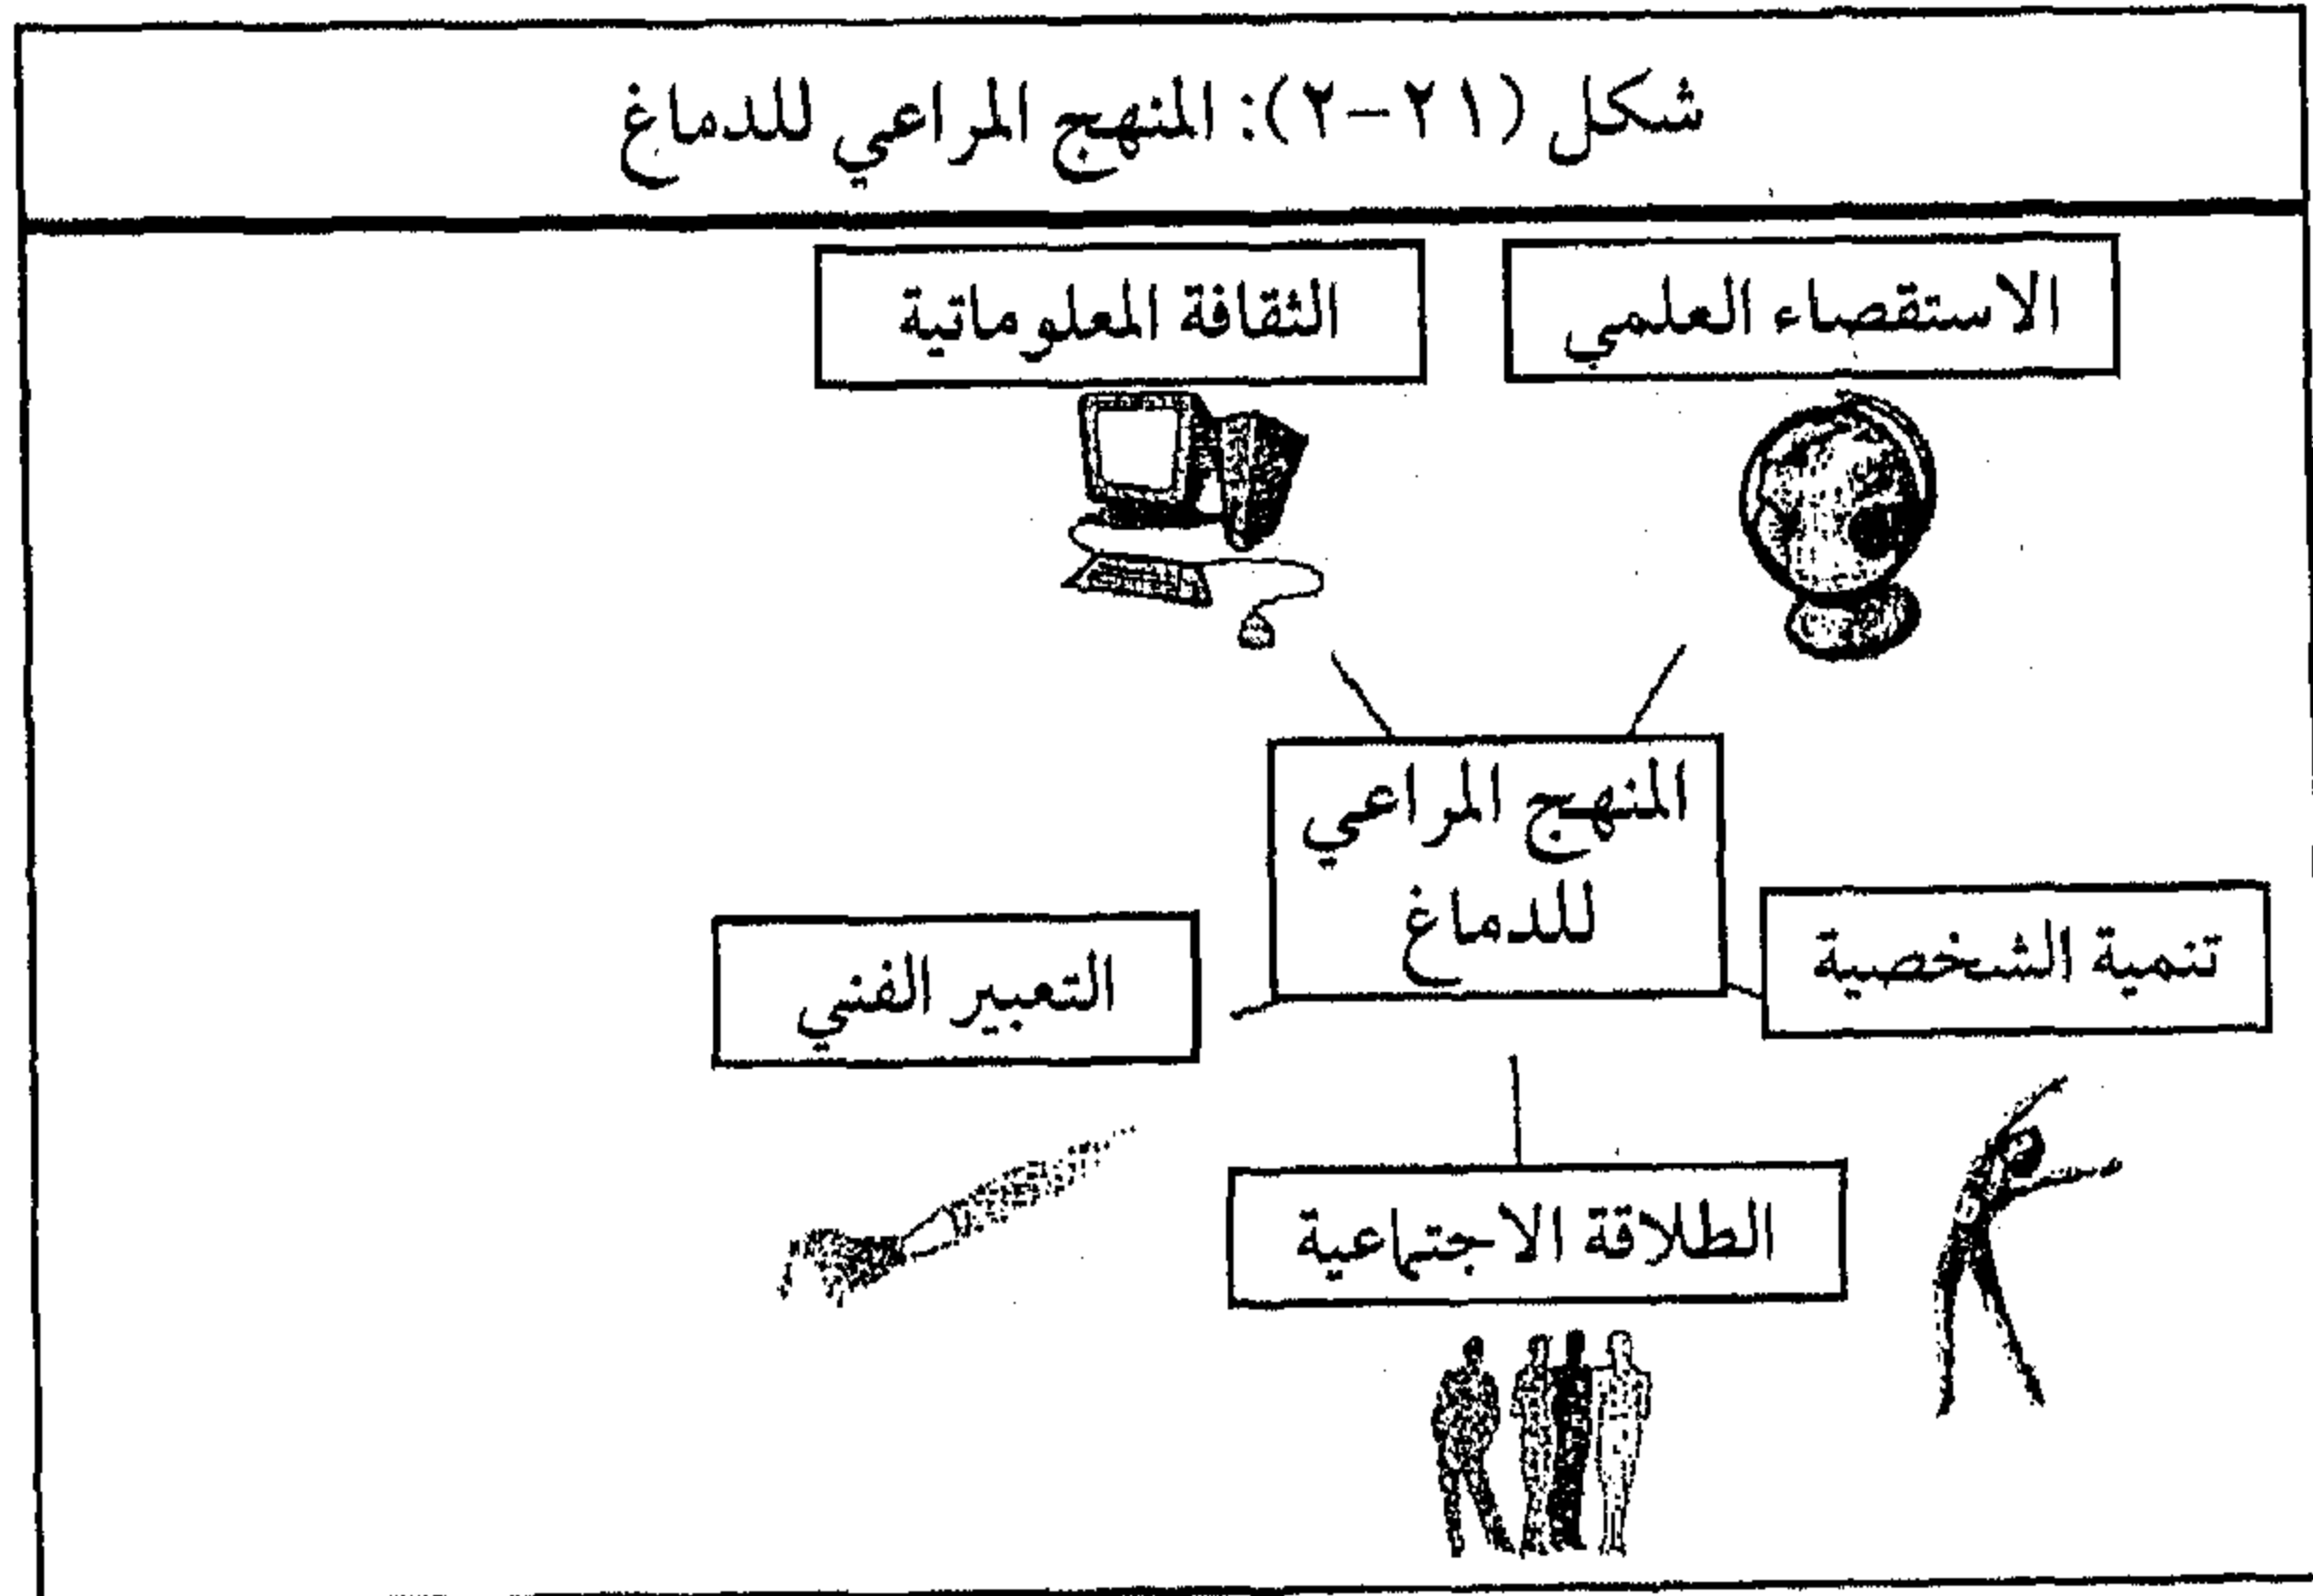 شكل (٢١-٢): المنهج المراعي للدماغ
الاستقصاء العلمي
الثقافة المعلوماتية
المنهج المراعي
للدماغ
تنمية الشخصية
التعبير الفني
الطلاقة الاجتماعية